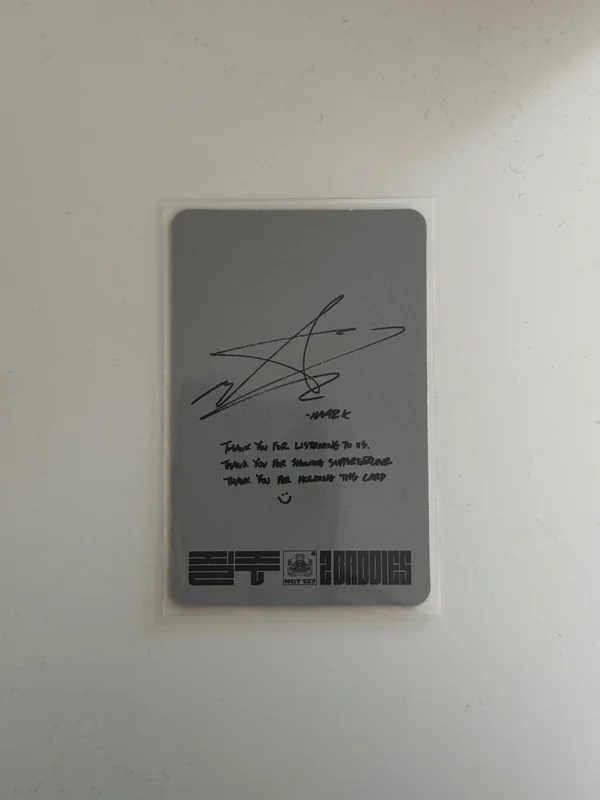 -MARK
THANK YOU FOR LISTENING TO US.
THANK YOU FOR SHOWING SUPPORT & LOVE
THANK YOU FOR HOLDING THIS CARD
질주 4 NCT 127 2 BADDIES